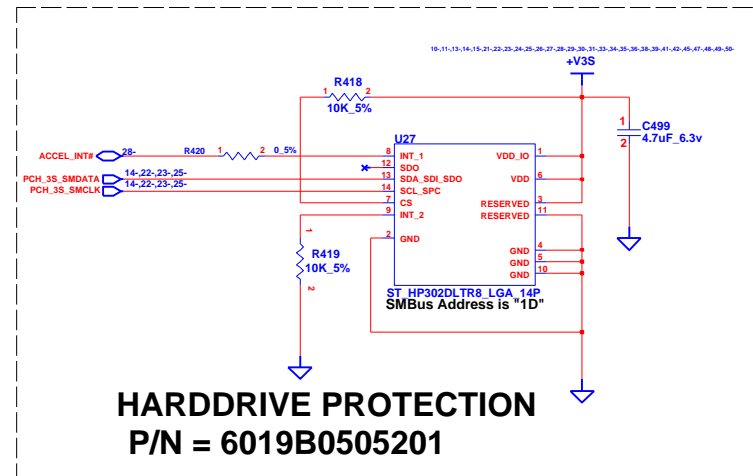 10-,11-,13-,14-,15-,21-,22-,23-,24-,25-,26-,27-,28-,29-,30-,31-,33-,34-,35-,36-,38-,39-,41-,42-,45-,47-,48-,49-,50-
+V3S
R418
1 2
10K_5%
C499
1
4.7uF_6.3v
2
U27
ACCEL_INT# 28- R420 1 2 0_5% 8 INT_1 VDD_IO 1
12 SDO
PCH_3S_SMDATA 14-,22-,23-,25- 13 SDA_SDI_SDO VDD 6
PCH_3S_SMCLK 14-,22-,23-,25- 14 SCL_SPC
7 CS RESERVED 3
9 INT_2 RESERVED 11
2 GND
GND 4
GND 5
GND 10
1
R419
10K_5%
2
ST_HP302DLTR8_LGA_14P
SMBus Address is "1D"
HARDDRIVE PROTECTION
P/N = 6019B0505201